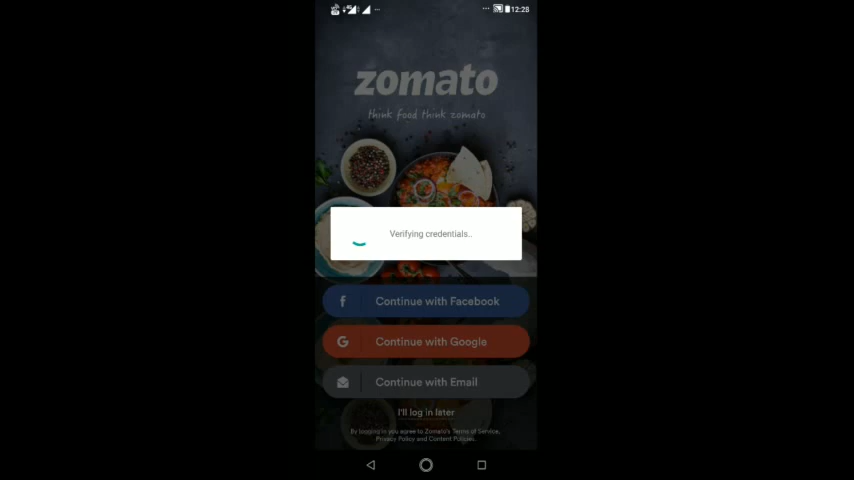 12:28
zomato
think food think zomato
Verifying credentials..
f Continue with Facebook
G Continue with Google
Continue with Email
I'll log in later
By logging in you agree to Zomato's Terms of Service,
Privacy Policy and Content Policies.